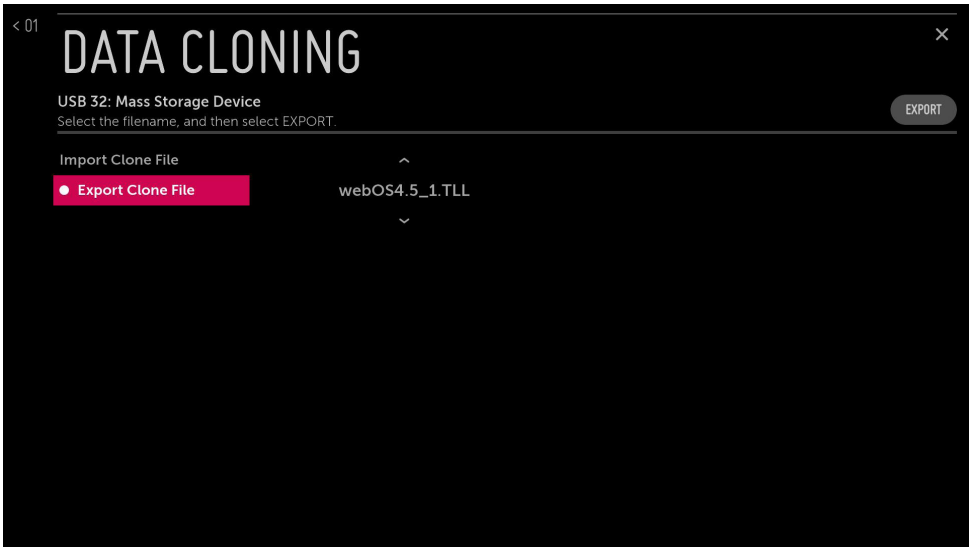 < 01
DATA CLONING
USB 32: Mass Storage Device
Select the filename, and then select EXPORT.
EXPORT
Import Clone File
Export Clone File
webOS4.5_1.TLL